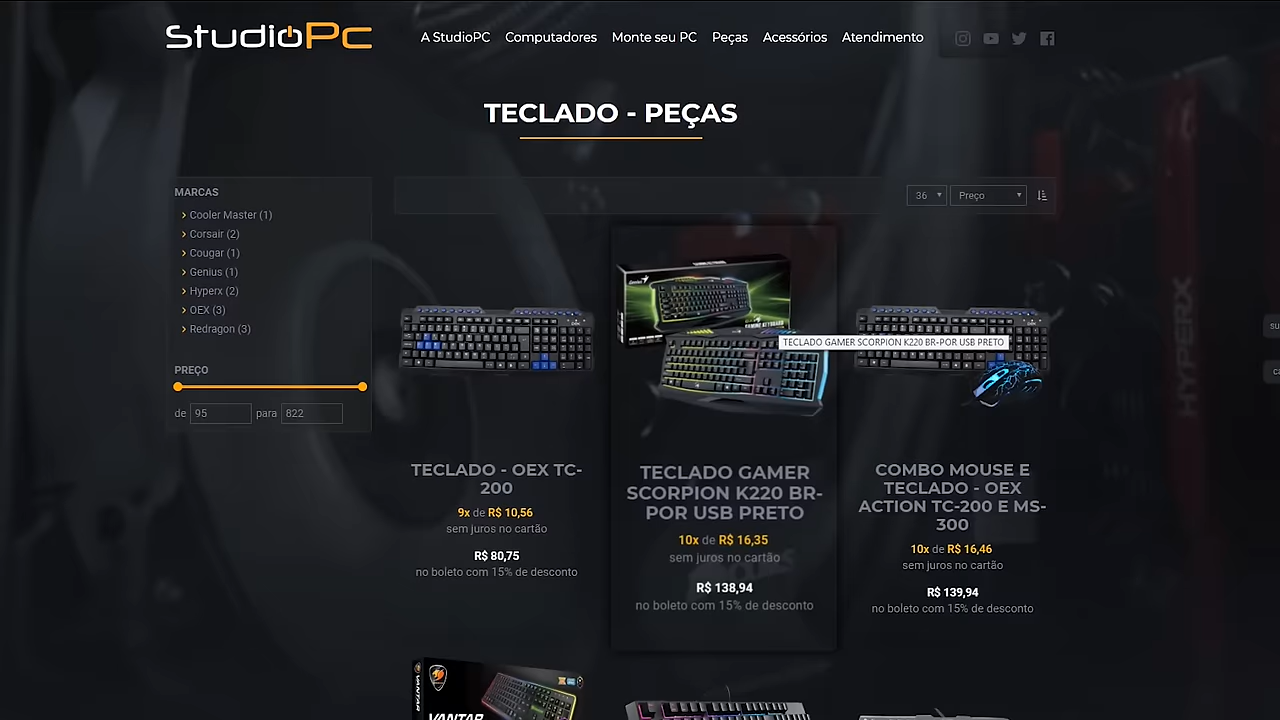 StudioPc
A StudioPC Computadores Monte seu PC Peças Acessórios Atendimento
TECLADO - PEÇAS
MARCAS
Cooler Master (1)
Corsair (2)
Cougar (1)
Genius (1)
Hyperx (2)
OEX (3)
Redragon (3)
PREÇO
de 95 para 822
36 Preço
TECLADO GAMER SCORPION K220 BR-POR USB PRETO
TECLADO - OEX TC-
200
9x de R$ 10,56
sem juros no cartão
R$ 80,75
no boleto com 15% de desconto
TECLADO GAMER
SCORPION K220 BR-
POR USB PRETO
10x de R$ 16,35
sem juros no cartão
R$ 138,94
no boleto com 15% de desconto
COMBO MOUSE E
TECLADO - OEX
ACTION TC-200 E MS-
300
10x de R$ 16,46
sem juros no cartão
R$ 139,94
no boleto com 15% de desconto
HYPERX
su
ca
VANTAR